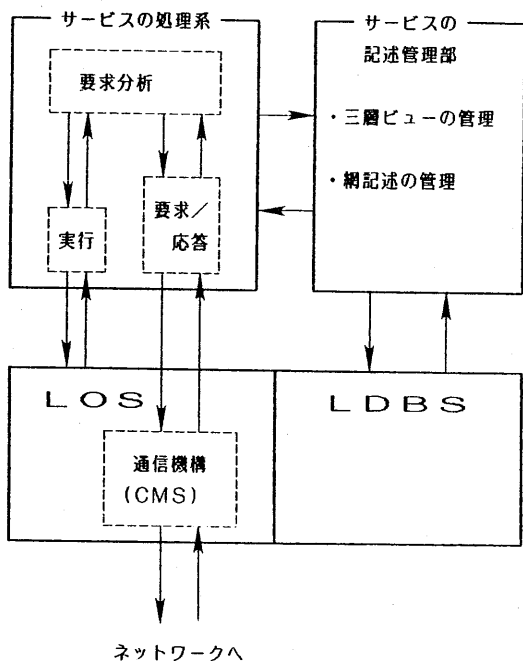 サービスの処理系
要求分析
実行
要求／
応答
サービスの
記述管理部
・三層ビューの管理
・網記述の管理
LOS
LDBS
通信機構
(CMS)
ネットワークへ